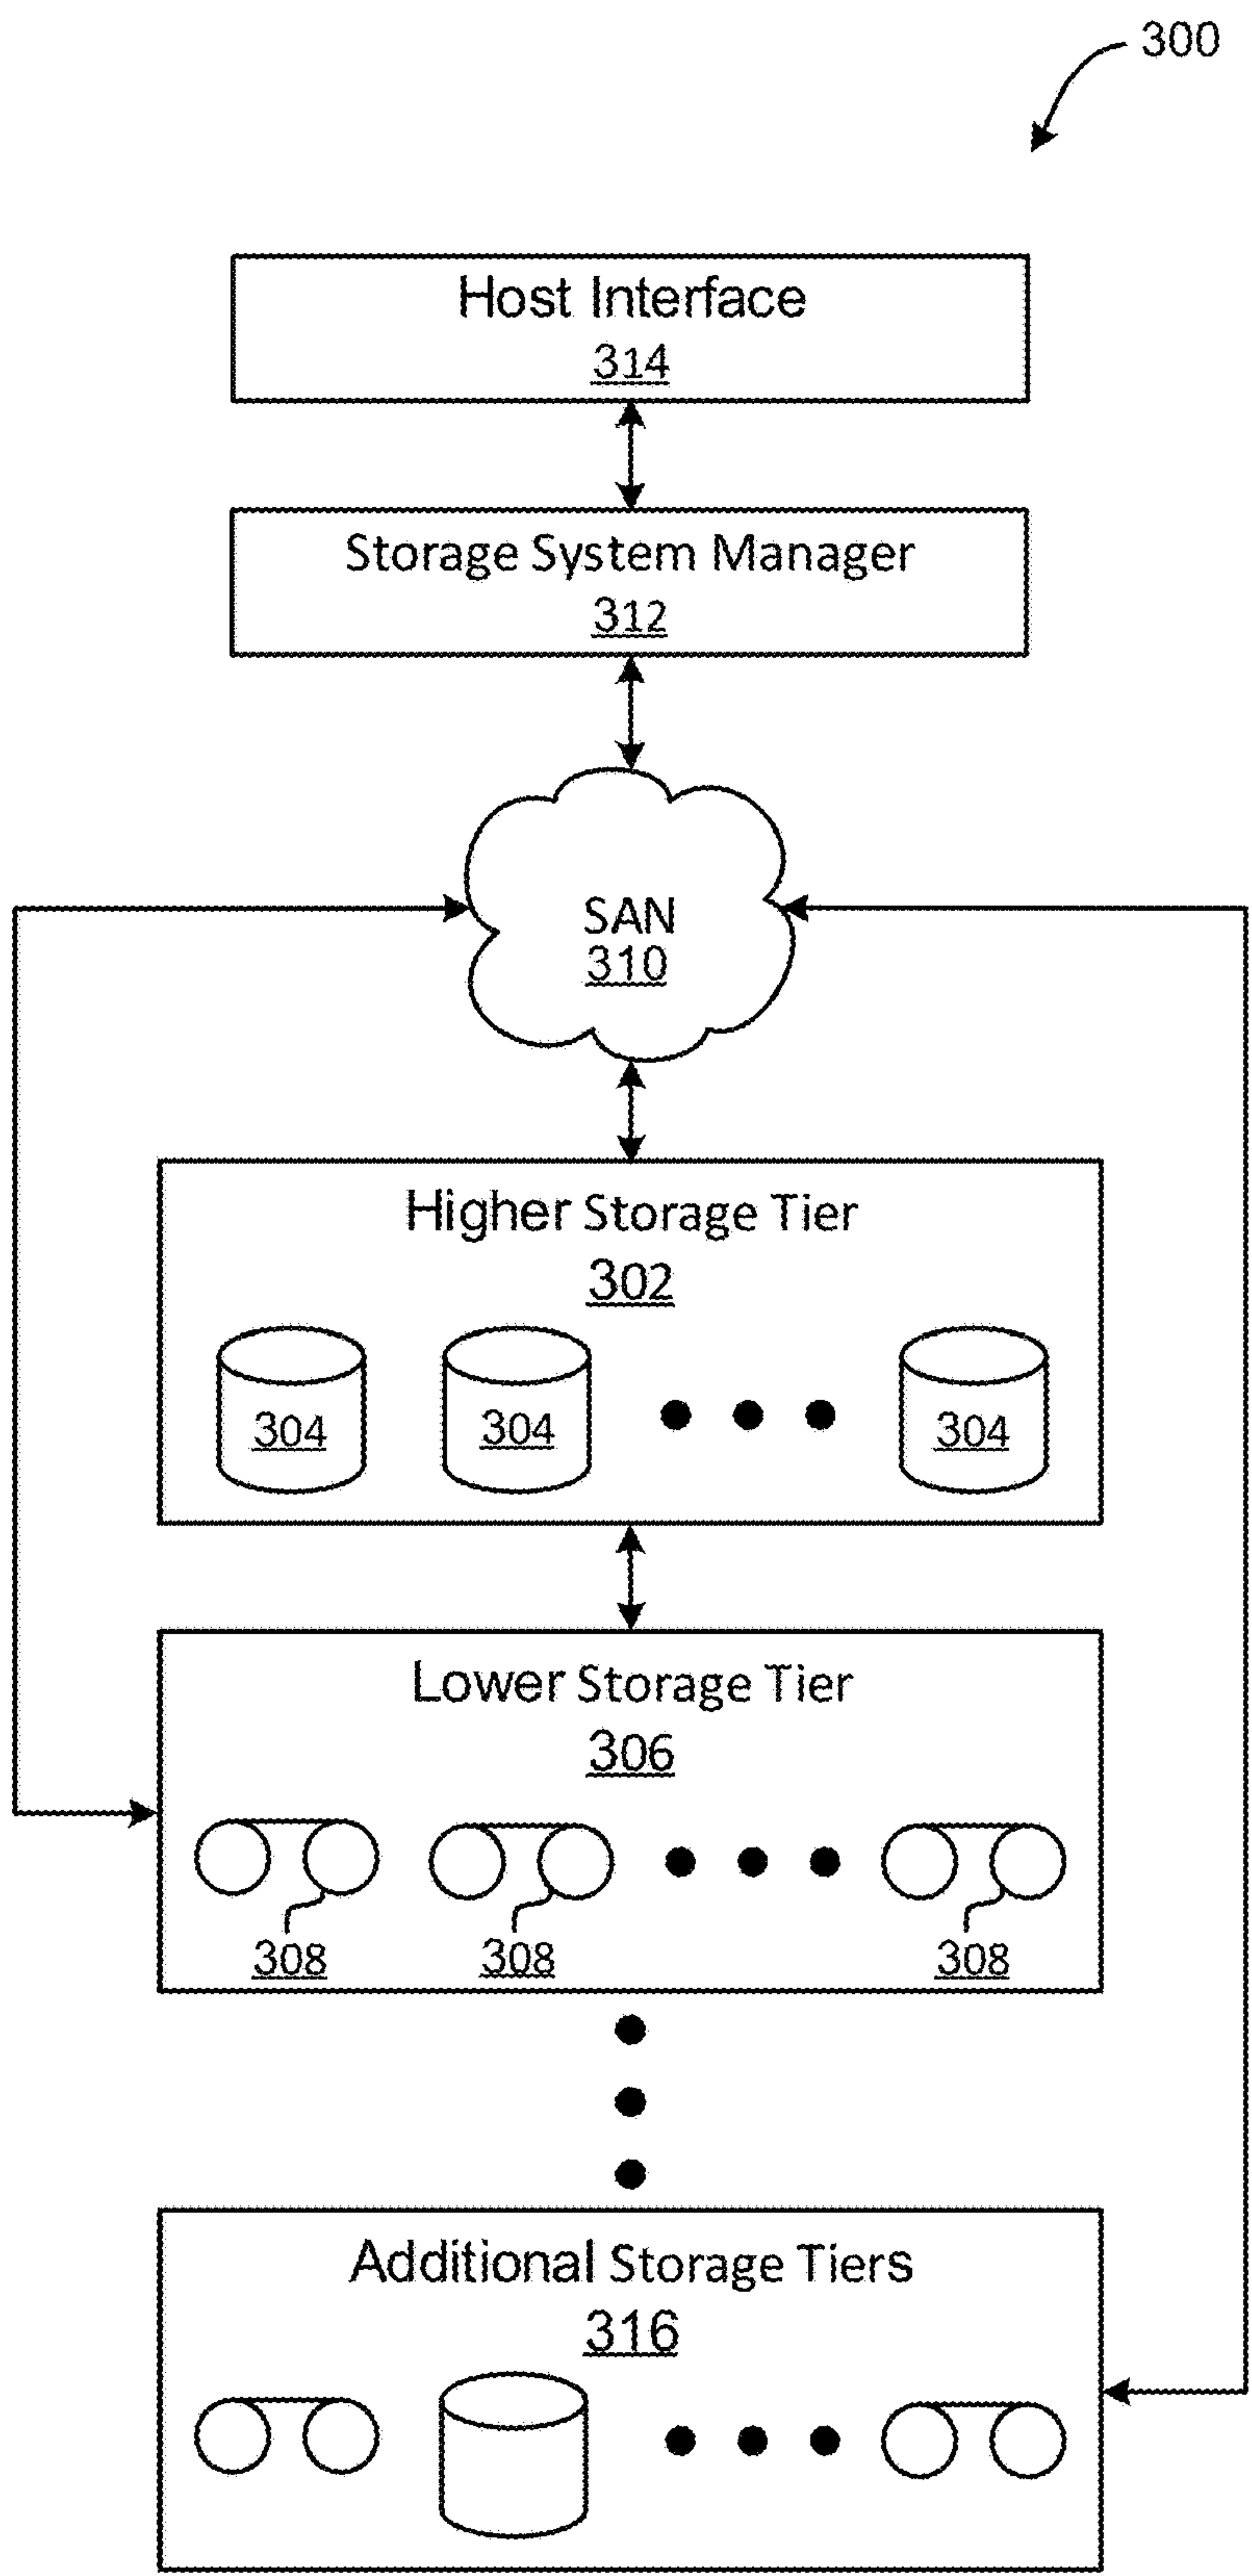 300
Host Interface
314
Storage System Manager
312
SAN
310
Higher Storage Tier
302
304 304 304
Lower Storage Tier
306
308 308 308
Additional Storage Tiers
316